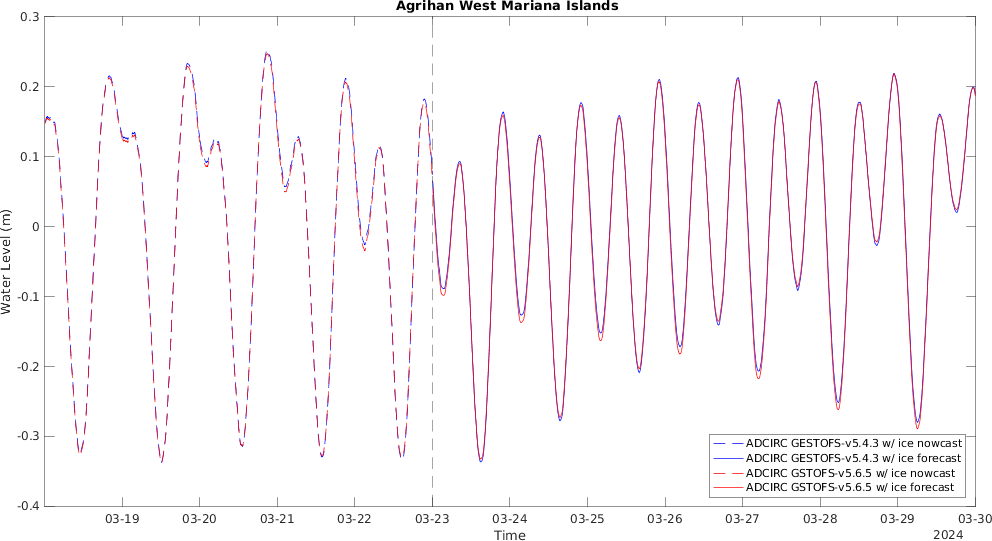 Agrihan West Mariana Islands
Water Level (m)
0.3
0.2
0.1
0
-0.1
-0.2
-0.3
-0.4
ADCIRC GESTOFS-v5.4.3 w/ ice nowcast
ADCIRC GESTOFS-v5.4.3 w/ ice forecast
ADCIRC GSTOFS-v5.6.5 w/ ice nowcast
ADCIRC GSTOFS-v5.6.5 w/ ice forecast
03-19 03-20 03-21 03-22 03-23 03-24 03-25 03-26 03-27 03-28 03-29 03-30
Time
2024